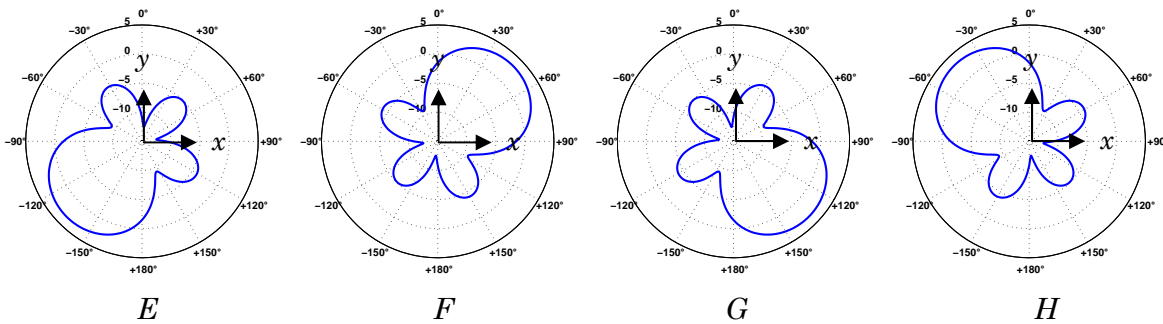 0° 0° 0° 0°
−30° 5 +30° −30° 5 +30° −30° 5 +30° −30° 5 +30°
0 0 0 0
y y y y
−60° −5 +60° −60° −5 +60° −60° −5 +60° −60° −5 +60°
−10 −10 −10 −10
−90° x +90° −90° x +90° −90° x +90° −90° x +90°
−120° +120° −120° +120° −120° +120° −120° +120°
−150° +150° −150° +150° −150° +150° −150° +150°
+180° +180° +180° +180°
E F G H